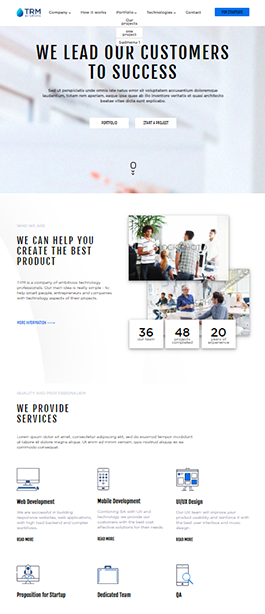 TRM
Company
How it works
Portfolio
Technologies
Contact
Our
projects
one
project
WE LEAD OUR CUSTOMERS
TO SUCCESS
Sed ut perspiciatis unde omnis iste natus error sit voluptatem accusantium doloremque
laudantium, totam rem aperiam, eaque ipsa quae ab illo inventore veritatis et quasi architecto
beatae vitae dicta sunt explicabo.
PORTFOLIO
START A PROJECT
WHO WE ARE
WE CAN HELP YOU
CREATE THE BEST
PRODUCT
TRM is a company of ambitious technology
professionals. Our main idea is really simple - to
help smart people, entrepreneurs and companies
with technology aspects of their projects.
MORE INFORMATION
36
our team
48
projects
completed
20
years of
experience
QUALITY AND PROFESSIONALISM
WE PROVIDE
SERVICES
Lorem ipsum dolor sit amet, consectetur adipiscing elit, sed do eiusmod tempor incididunt ut
labore et dolore magna aliqua. Ut enim ad minim veniam, quis nostrud exercitation ullamco
laboris nisi ut aliquip ex ea commodo consequat.
Web Development
We are successful in building
responsive websites, web applications,
with high load backend and complex
workflows.
READ MORE
Mobile Development
Combining UI with UX and
technology we provide our
customers with the best cost
effective solutions for their needs.
READ MORE
UI/UX Design
Our UX team will improve your
product usability and reinforce it with
the best user interface and music
design.
READ MORE
Proposition for Startup
Dedicated Team
QA